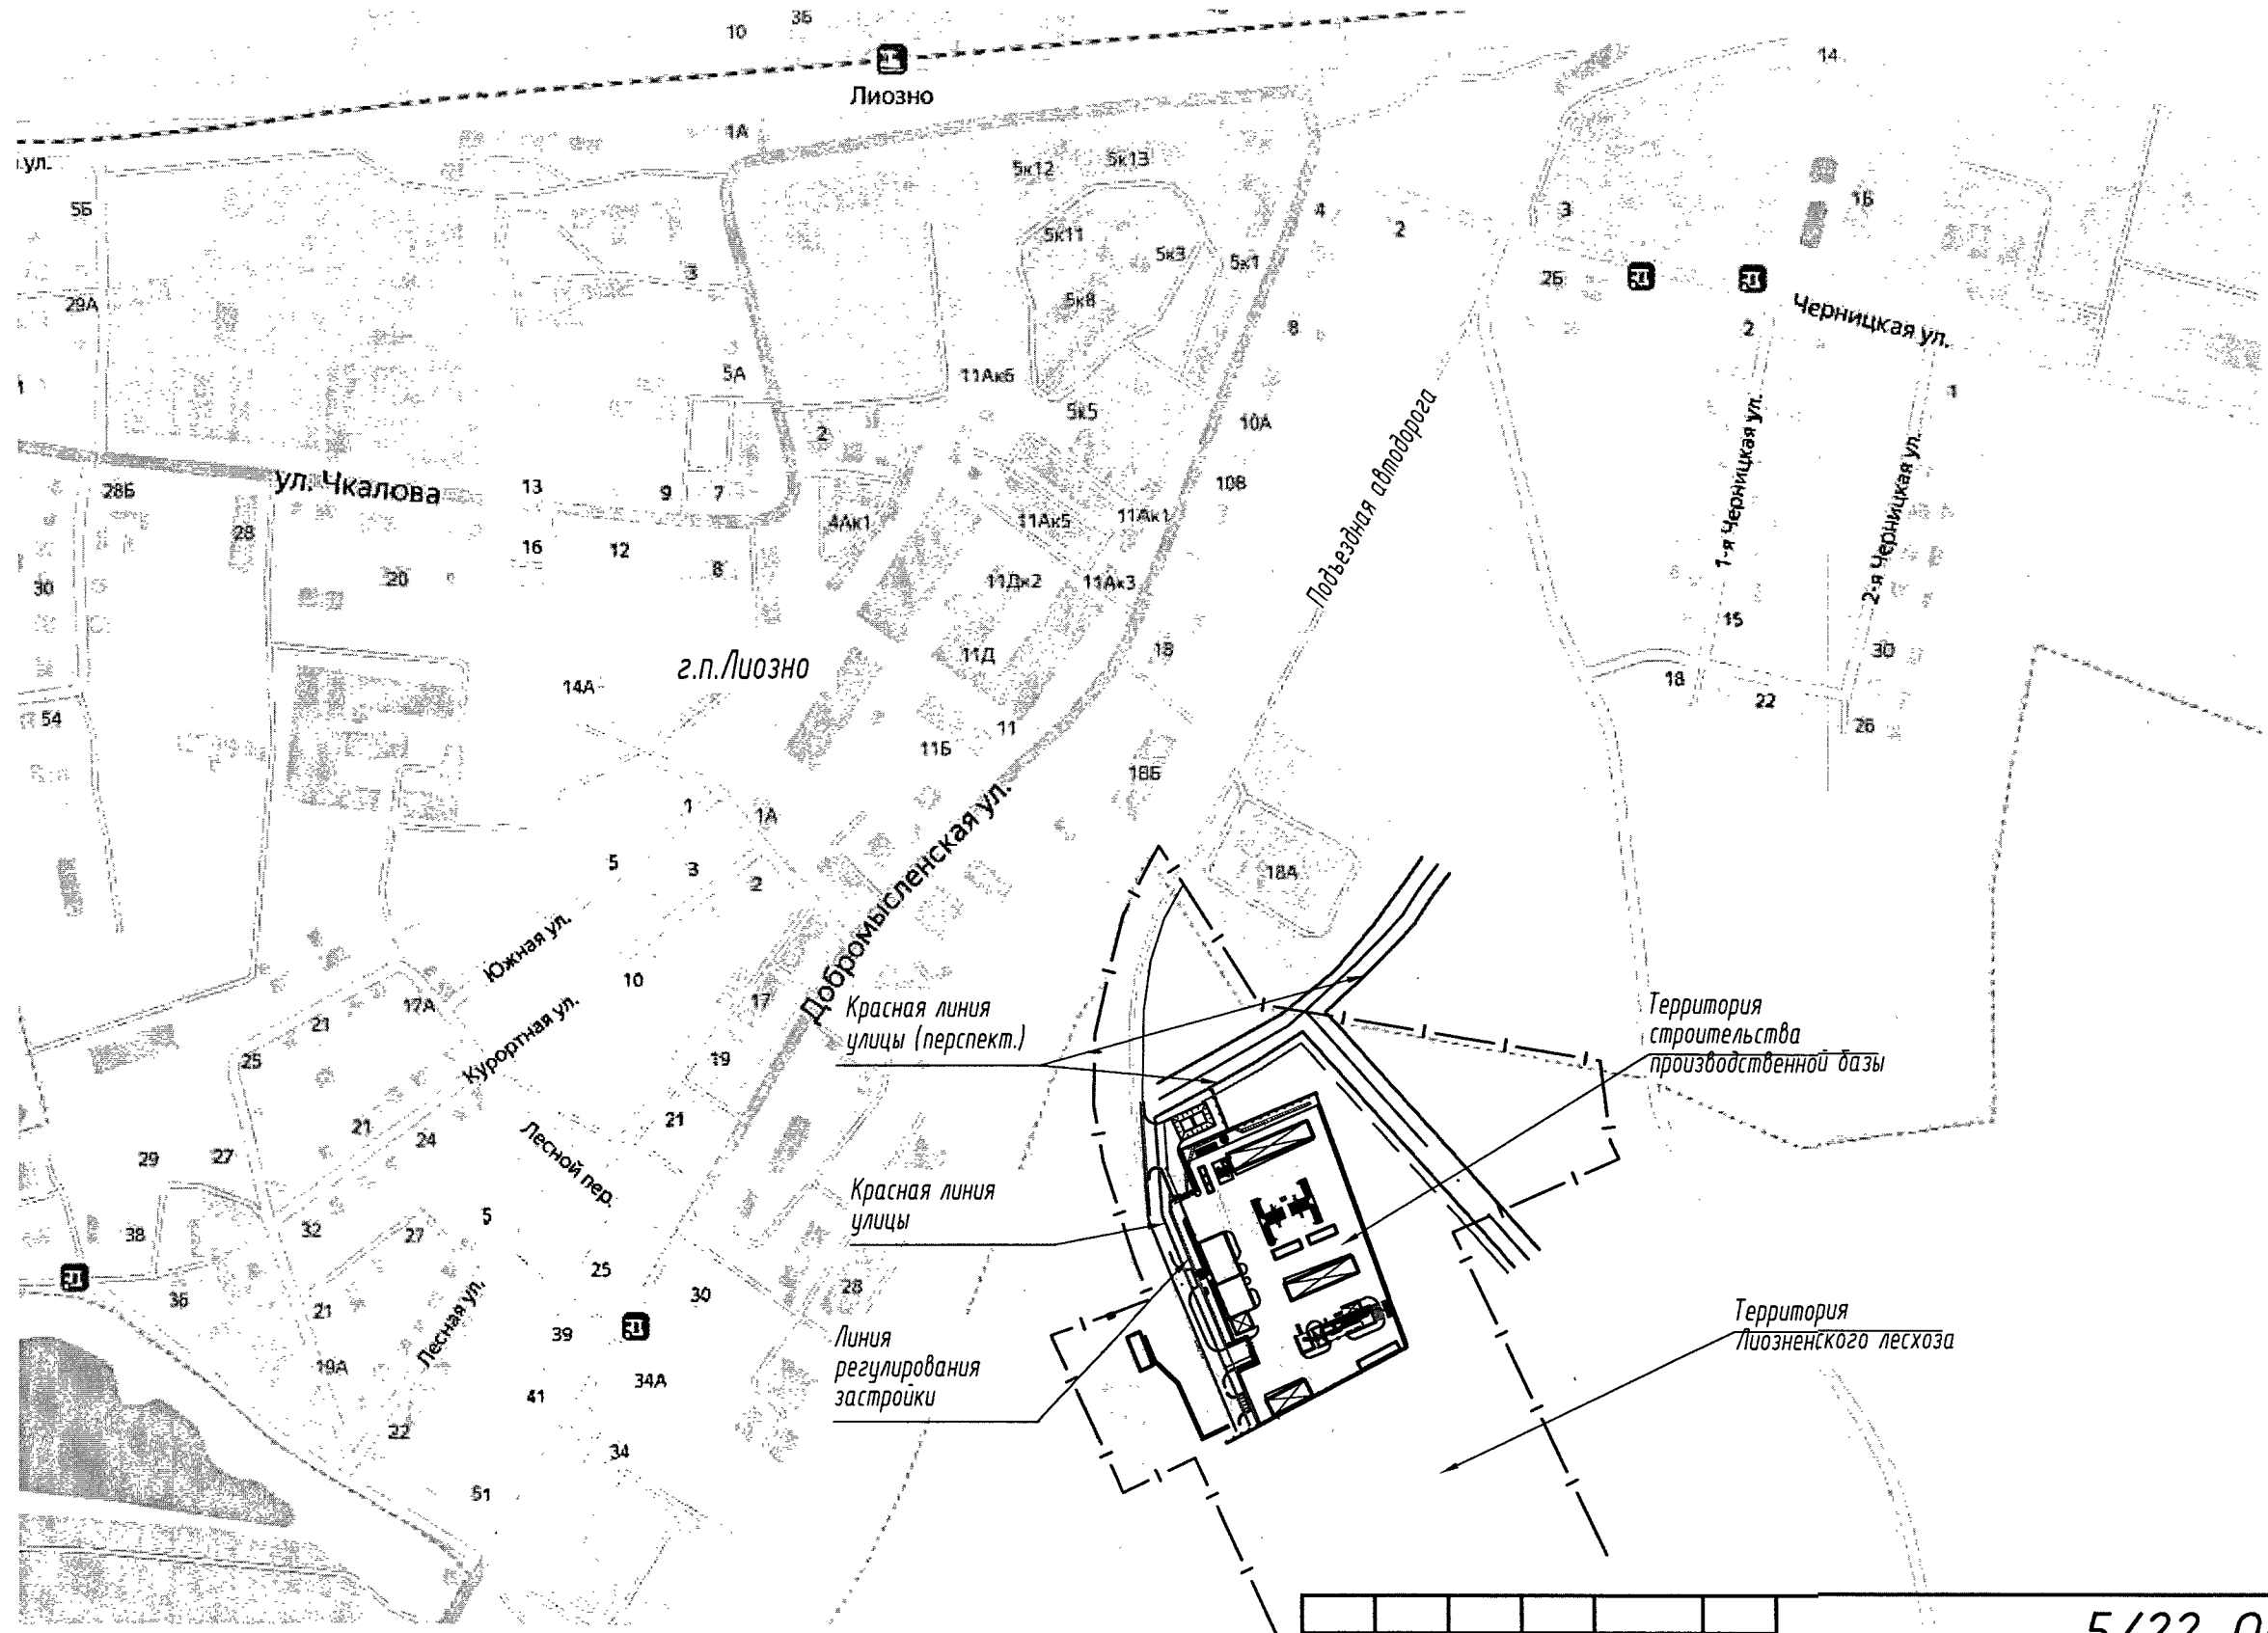 10
3Б
Лиозно
14
1А
5к12
5к13
5Б
3
4
2
3
1Б
5к11
5к3
5к1
2Б
29А
5к8
8
2
Черницкая ул.
5А
11Ак6
1
5к5
10А
2
ул. Чкалова
28Б
13
9
7
10В
28
4Ак1
11Ак5
11Ак1
Подъездная автодорога
1-я Черницкая ул.
2-я Черницкая ул.
16
12
8
20
30
11Дк2
11Ак3
15
г.п.Лиозно
11Д
18
30
14А
18
22
54
11
26
11Б
18Б
1
1А
Добромысленская ул.
5
3
2
18А
Южная ул.
10
17А
21
17
Красная линия
улицы (перспект.)
Территория
строительства
производственной базы
25
Курортная ул.
19
21
24
21
29
27
Лесной пер.
Красная линия
улицы
5
38
32
27
25
36
21
Лесная ул.
30
28
39
Линия
регулирования
застройки
Территория
Лиозненского лесхоза
19А
34А
41
22
34
51
5/22